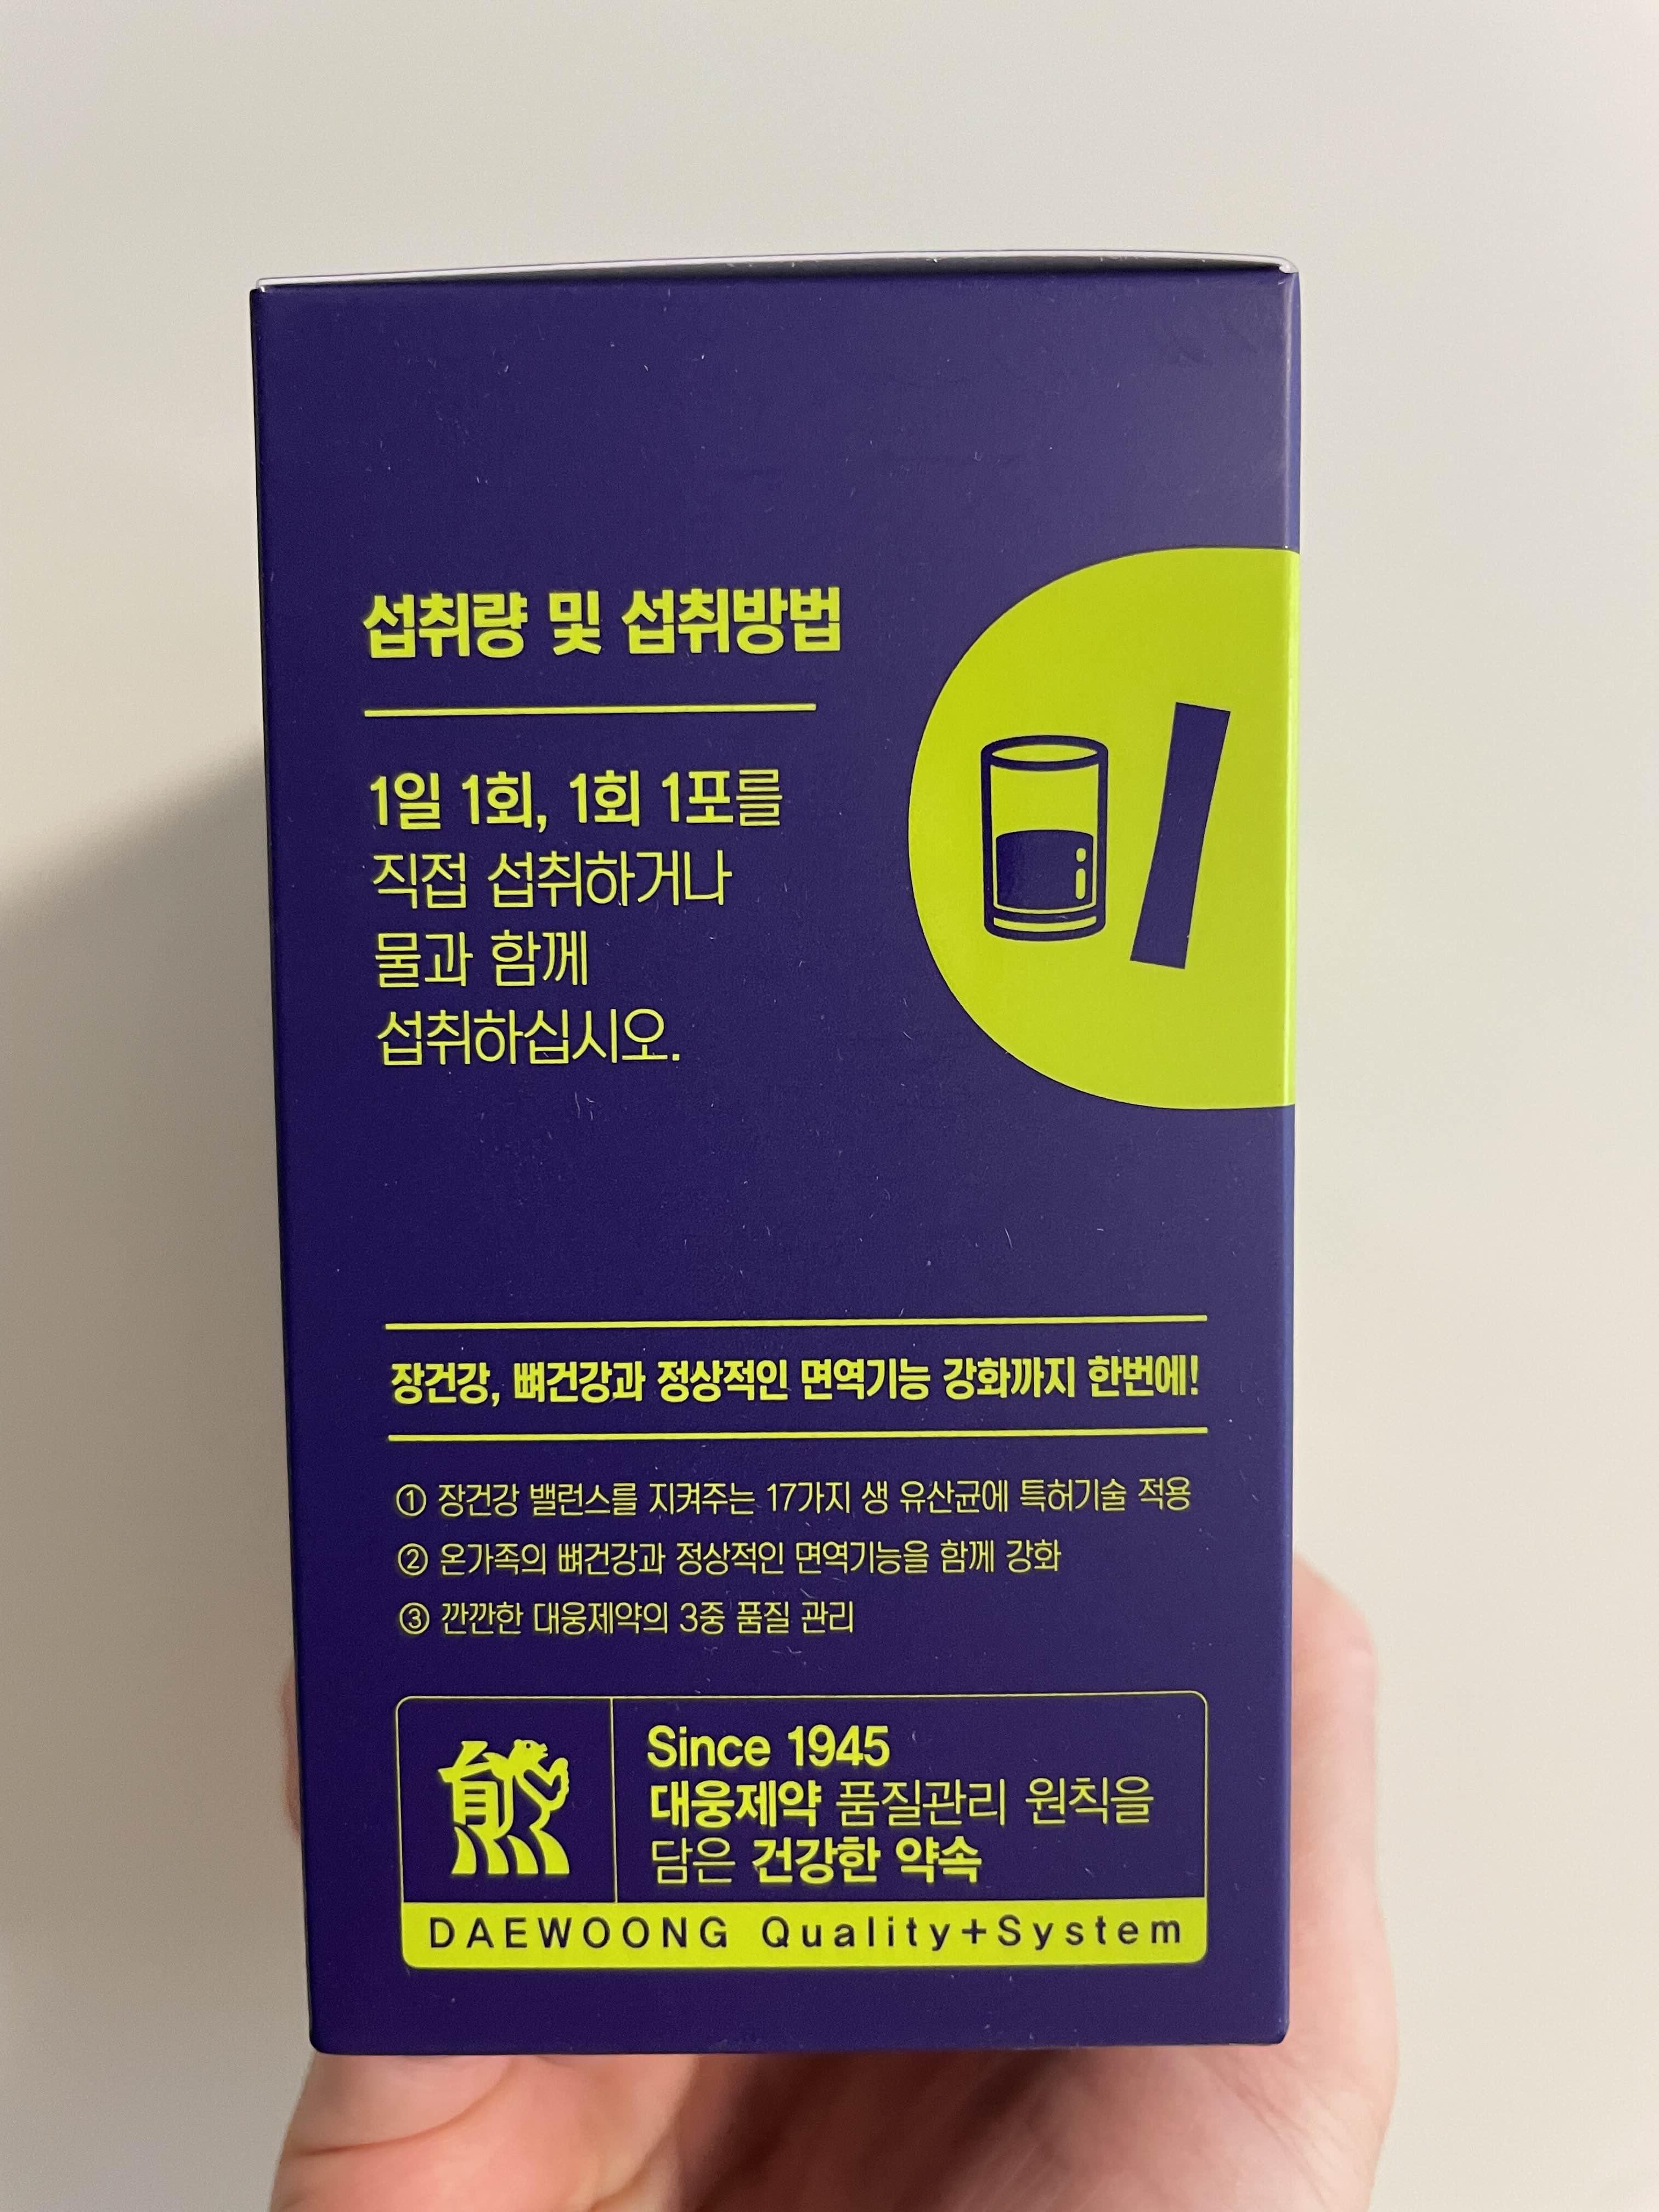 섭취량 및 섭취방법
1일 1회, 1회 1포를
직접 섭취하거나
물과 함께
섭취하십시오.
장건강, 뼈건강과 정상적인 면역기능 강화까지 한번에!
① 장건강 밸런스를 지켜주는 17가지 생 유산균에 특허기술 적용
② 온가족의 뼈건강과 정상적인 면역기능을 함께 강화
③ 깐깐한 대웅제약의 3중 품질 관리
熊
Since 1945
대웅제약 품질관리 원칙을
담은 건강한 약속
DAEWOONG Quality+System